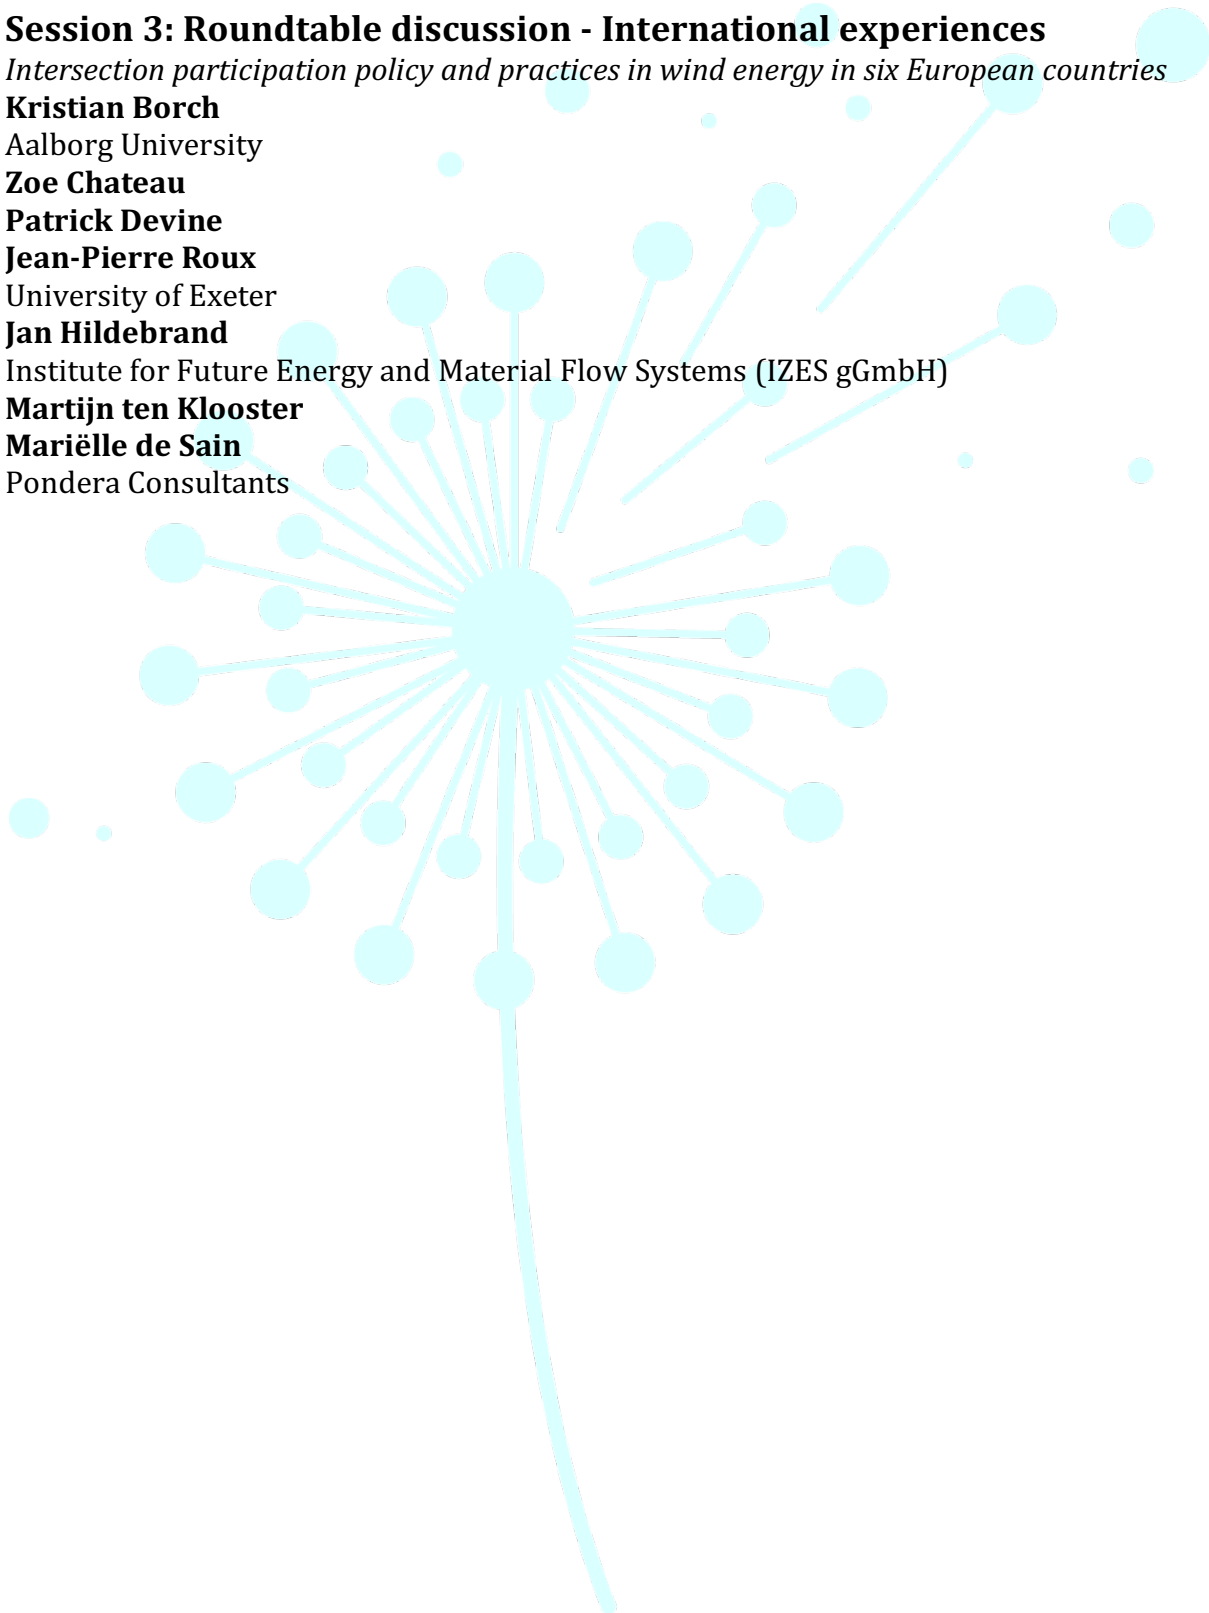 Session 3: Roundtable discussion - International experiences
Intersection participation policy and practices in wind energy in six European countries
Kristian Borch
Aalborg University
Zoe Chateau
Patrick Devine
Jean-Pierre Roux
University of Exeter
Jan Hildebrand
Institute for Future Energy and Material Flow Systems (IZES gGmbH)
Martijn ten Klooster
Mariëlle de Sain
Pondera Consultants